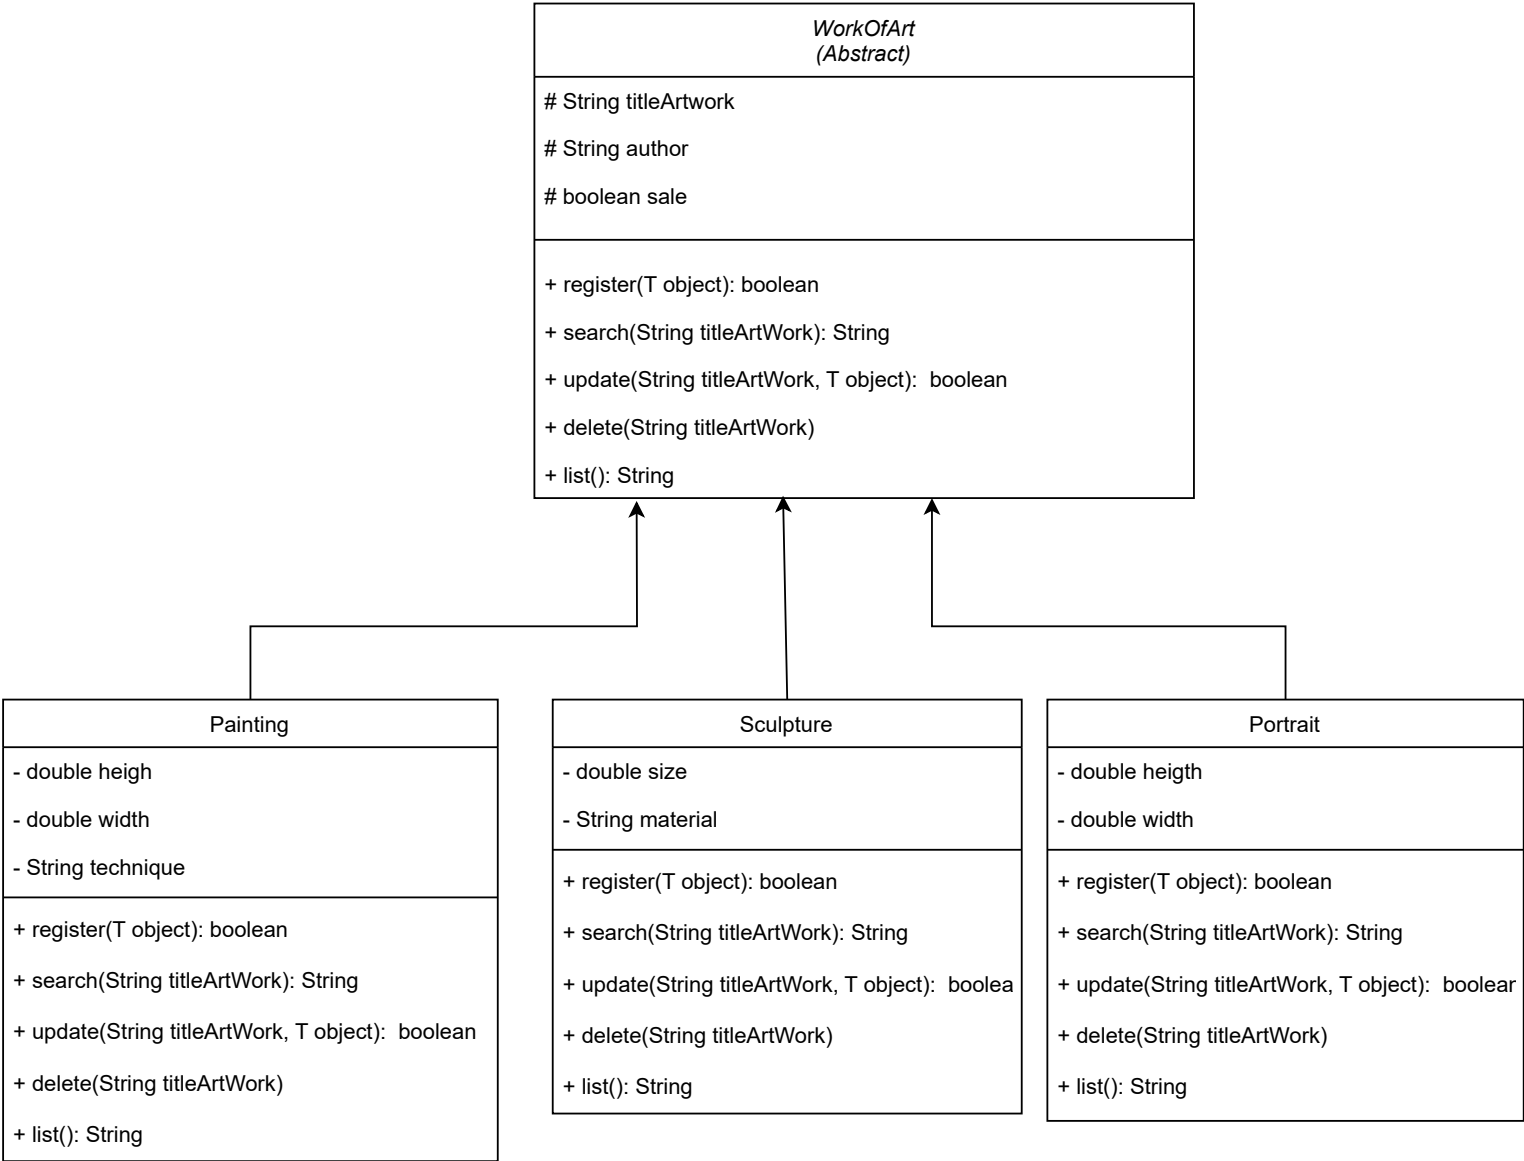 WorkOfArt
(Abstract)
# String titleArtwork
# String author
# boolean sale
+ register(T object): boolean
+ search(String titleArtWork): String
+ update(String titleArtWork, T object):  boolean
+ delete(String titleArtWork)
+ list(): String
Painting
- double heigh
- double width
- String technique
+ register(T object): boolean
+ search(String titleArtWork): String
+ update(String titleArtWork, T object):  boolean
+ delete(String titleArtWork)
+ list(): String
Sculpture
- double size
- String material
+ register(T object): boolean
+ search(String titleArtWork): String
+ update(String titleArtWork, T object):  boolea
+ delete(String titleArtWork)
+ list(): String
Portrait
- double heigth
- double width
+ register(T object): boolean
+ search(String titleArtWork): String
+ update(String titleArtWork, T object):  boolear
+ delete(String titleArtWork)
+ list(): String